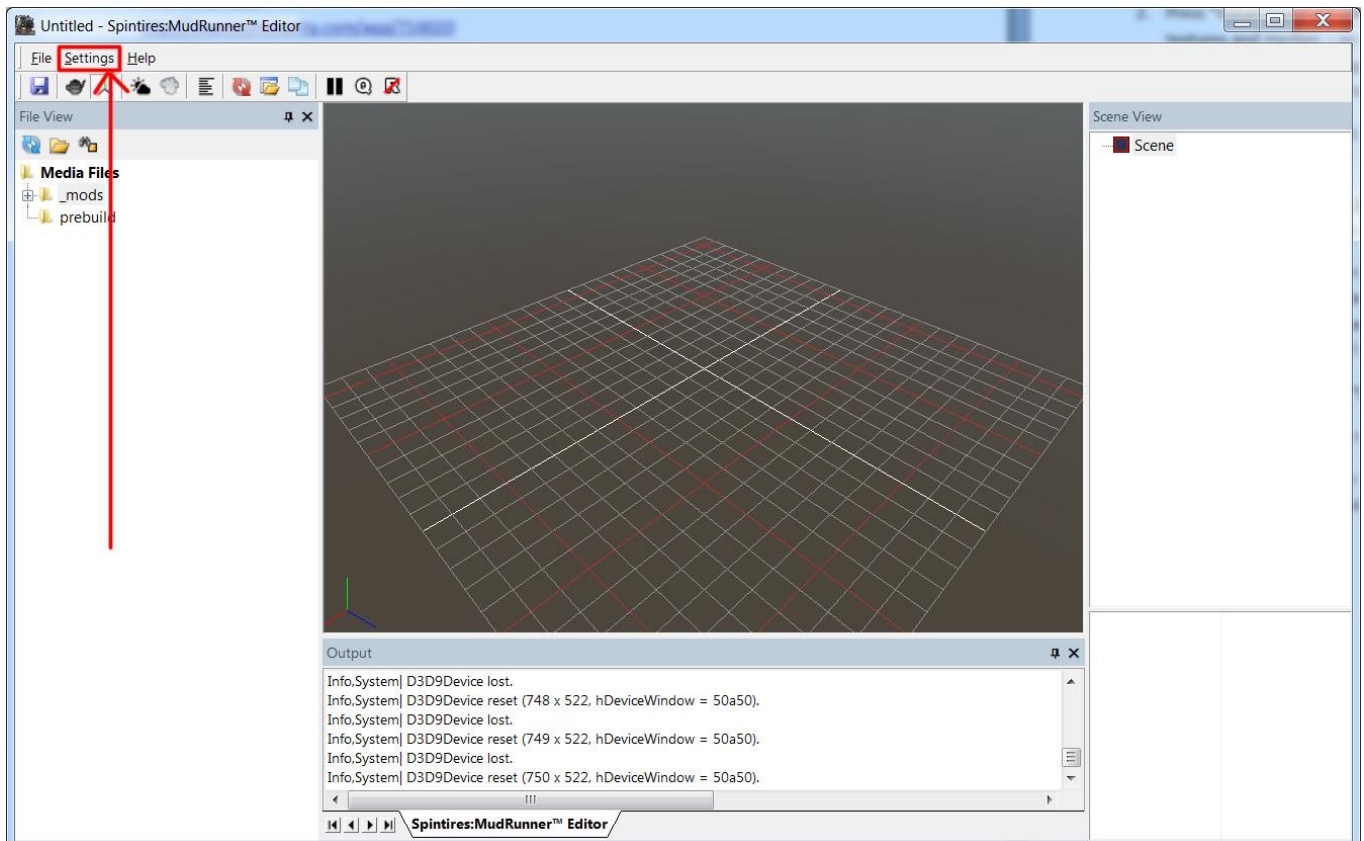 Untitled - Spintires:MudRunner™ Editor
File Settings Help
File View
Media Files
_mods
prebuild
Scene View
Scene
Output
Info,System| D3D9Device lost.
Info,System| D3D9Device reset (748 x 522, hDeviceWindow = 50a50).
Info,System| D3D9Device lost.
Info,System| D3D9Device reset (749 x 522, hDeviceWindow = 50a50).
Info,System| D3D9Device lost.
Info,System| D3D9Device reset (750 x 522, hDeviceWindow = 50a50).
Spintires:MudRunner™ Editor